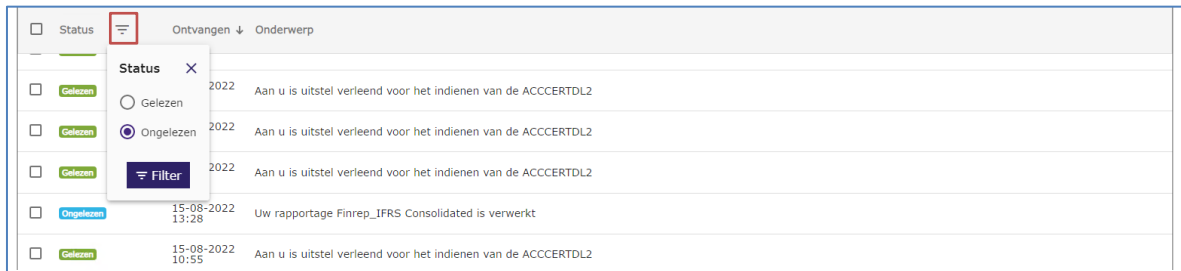 Status Ontvangen ↓ Onderwerp
Status ✕
Gelezen 2022 Aan u is uitstel verleend voor het indienen van de ACCCERTDL2
Gelezen
Gelezen 2022 Aan u is uitstel verleend voor het indienen van de ACCCERTDL2
Ongelezen
Gelezen 2022 Aan u is uitstel verleend voor het indienen van de ACCCERTDL2
Filter
Ongelezen 15-08-2022 Uw rapportage Finrep_IFRS Consolidated is verwerkt
13:28
Gelezen 15-08-2022 Aan u is uitstel verleend voor het indienen van de ACCCERTDL2
10:55